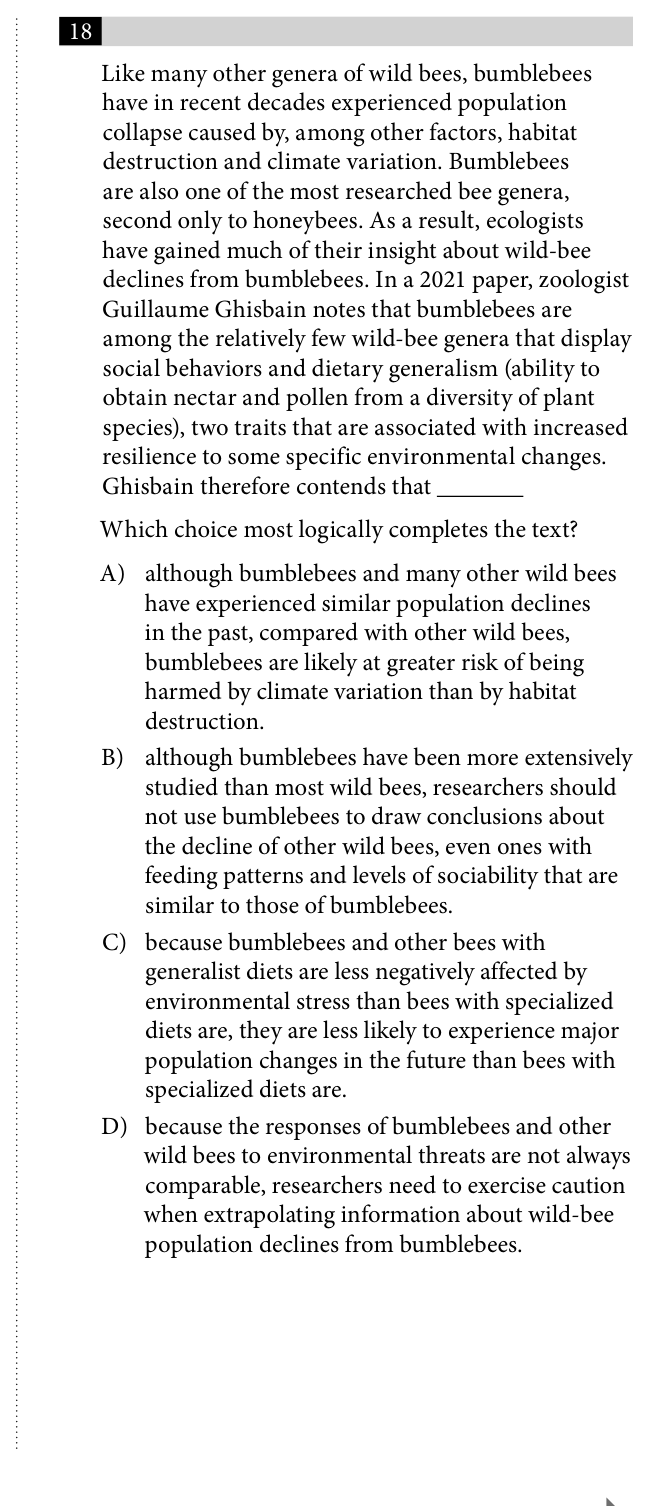 18
Like many other genera of wild bees, bumblebees
have in recent decades experienced population
collapse caused by, among other factors, habitat
destruction and climate variation. Bumblebees
are also one of the most researched bee genera,
second only to honeybees. As a result, ecologists
have gained much of their insight about wild-bee
declines from bumblebees. In a 2021 paper, zoologist
Guillaume Ghisbain notes that bumblebees are
among the relatively few wild-bee genera that display
social behaviors and dietary generalism (ability to
obtain nectar and pollen from a diversity of plant
species), two traits that are associated with increased
resilience to some specific environmental changes.
Ghisbain therefore contends that _______
Which choice most logically completes the text?
A) although bumblebees and many other wild bees
have experienced similar population declines
in the past, compared with other wild bees,
bumblebees are likely at greater risk of being
harmed by climate variation than by habitat
destruction.
B) although bumblebees have been more extensively
studied than most wild bees, researchers should
not use bumblebees to draw conclusions about
the decline of other wild bees, even ones with
feeding patterns and levels of sociability that are
similar to those of bumblebees.
C) because bumblebees and other bees with
generalist diets are less negatively affected by
environmental stress than bees with specialized
diets are, they are less likely to experience major
population changes in the future than bees with
specialized diets are.
D) because the responses of bumblebees and other
wild bees to environmental threats are not always
comparable, researchers need to exercise caution
when extrapolating information about wild-bee
population declines from bumblebees.